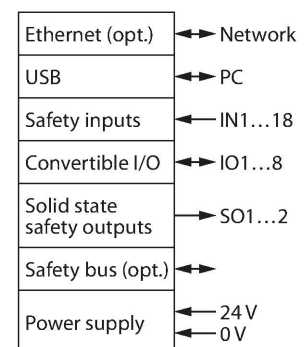 Ethernet (opt.) Network
USB PC
Safety inputs IN1...18
Convertible I/O IO1...8
Solid state
safety outputs SO1...2
Safety bus (opt.)
Power supply 24 V
0 V